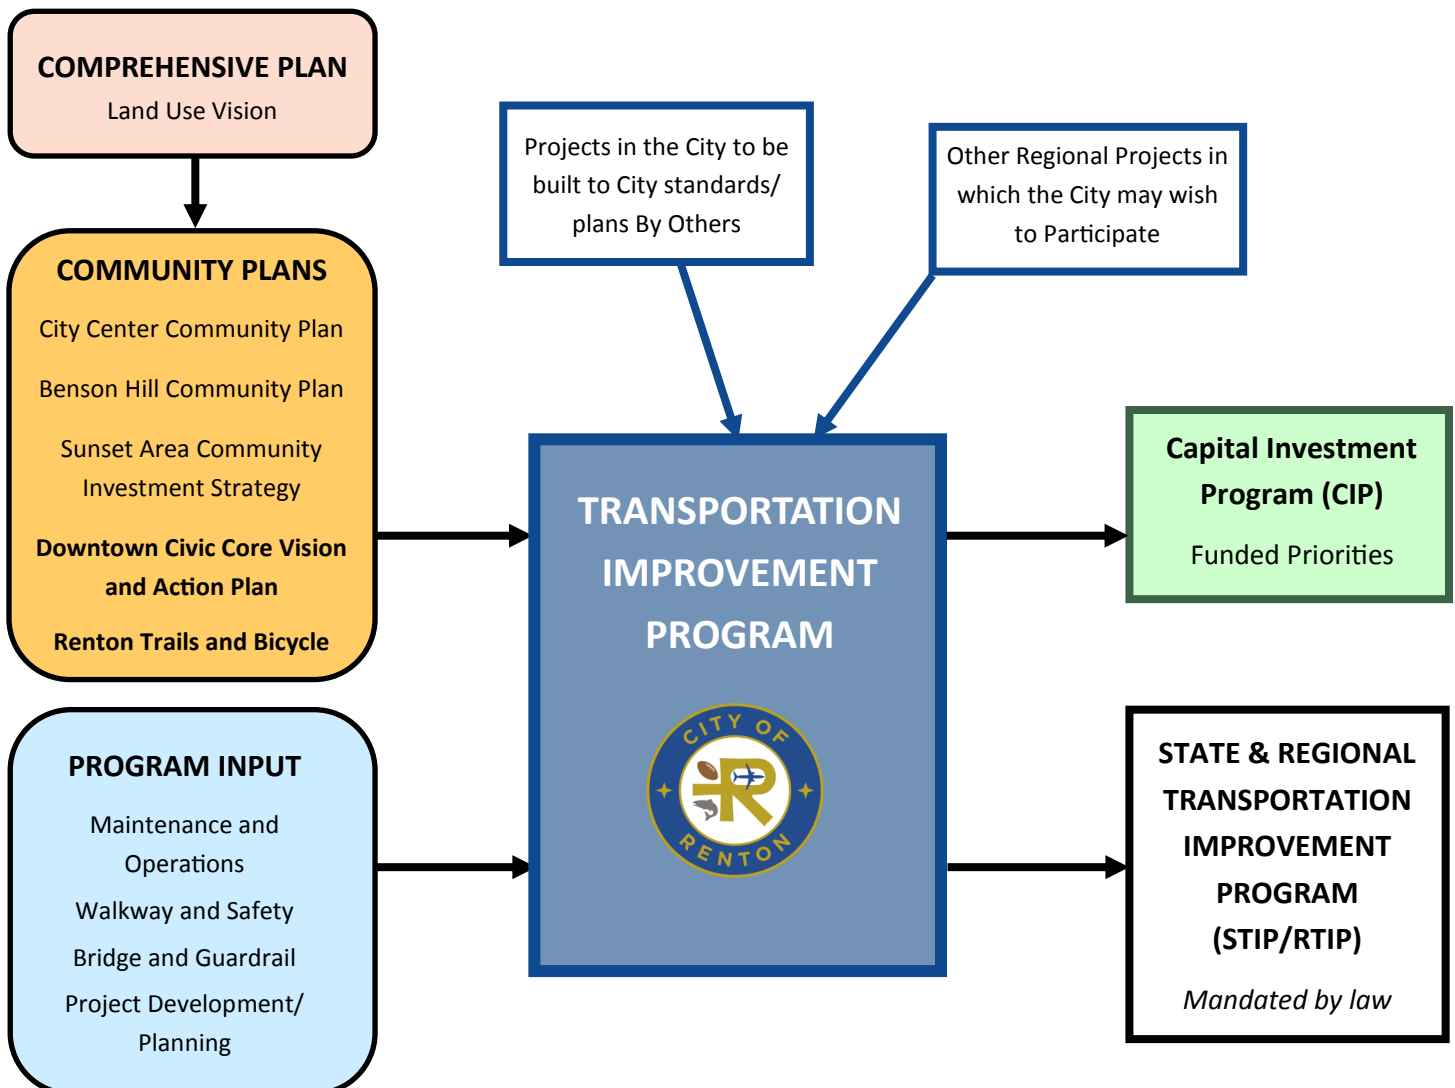 COMPREHENSIVE PLAN
Land Use Vision
COMMUNITY PLANS
City Center Community Plan
Benson Hill Community Plan
Sunset Area Community
Investment Strategy
Downtown Civic Core Vision
and Action Plan
Renton Trails and Bicycle
PROGRAM INPUT
Maintenance and
Operations
Walkway and Safety
Bridge and Guardrail
Project Development/
Planning
Projects in the City to be
built to City standards/
plans By Others
Other Regional Projects in
which the City may wish
to Participate
TRANSPORTATION
IMPROVEMENT
PROGRAM
CITY OF
R
RENTON
Capital Investment
Program (CIP)
Funded Priorities
STATE & REGIONAL
TRANSPORTATION
IMPROVEMENT
PROGRAM
(STIP/RTIP)
Mandated by law